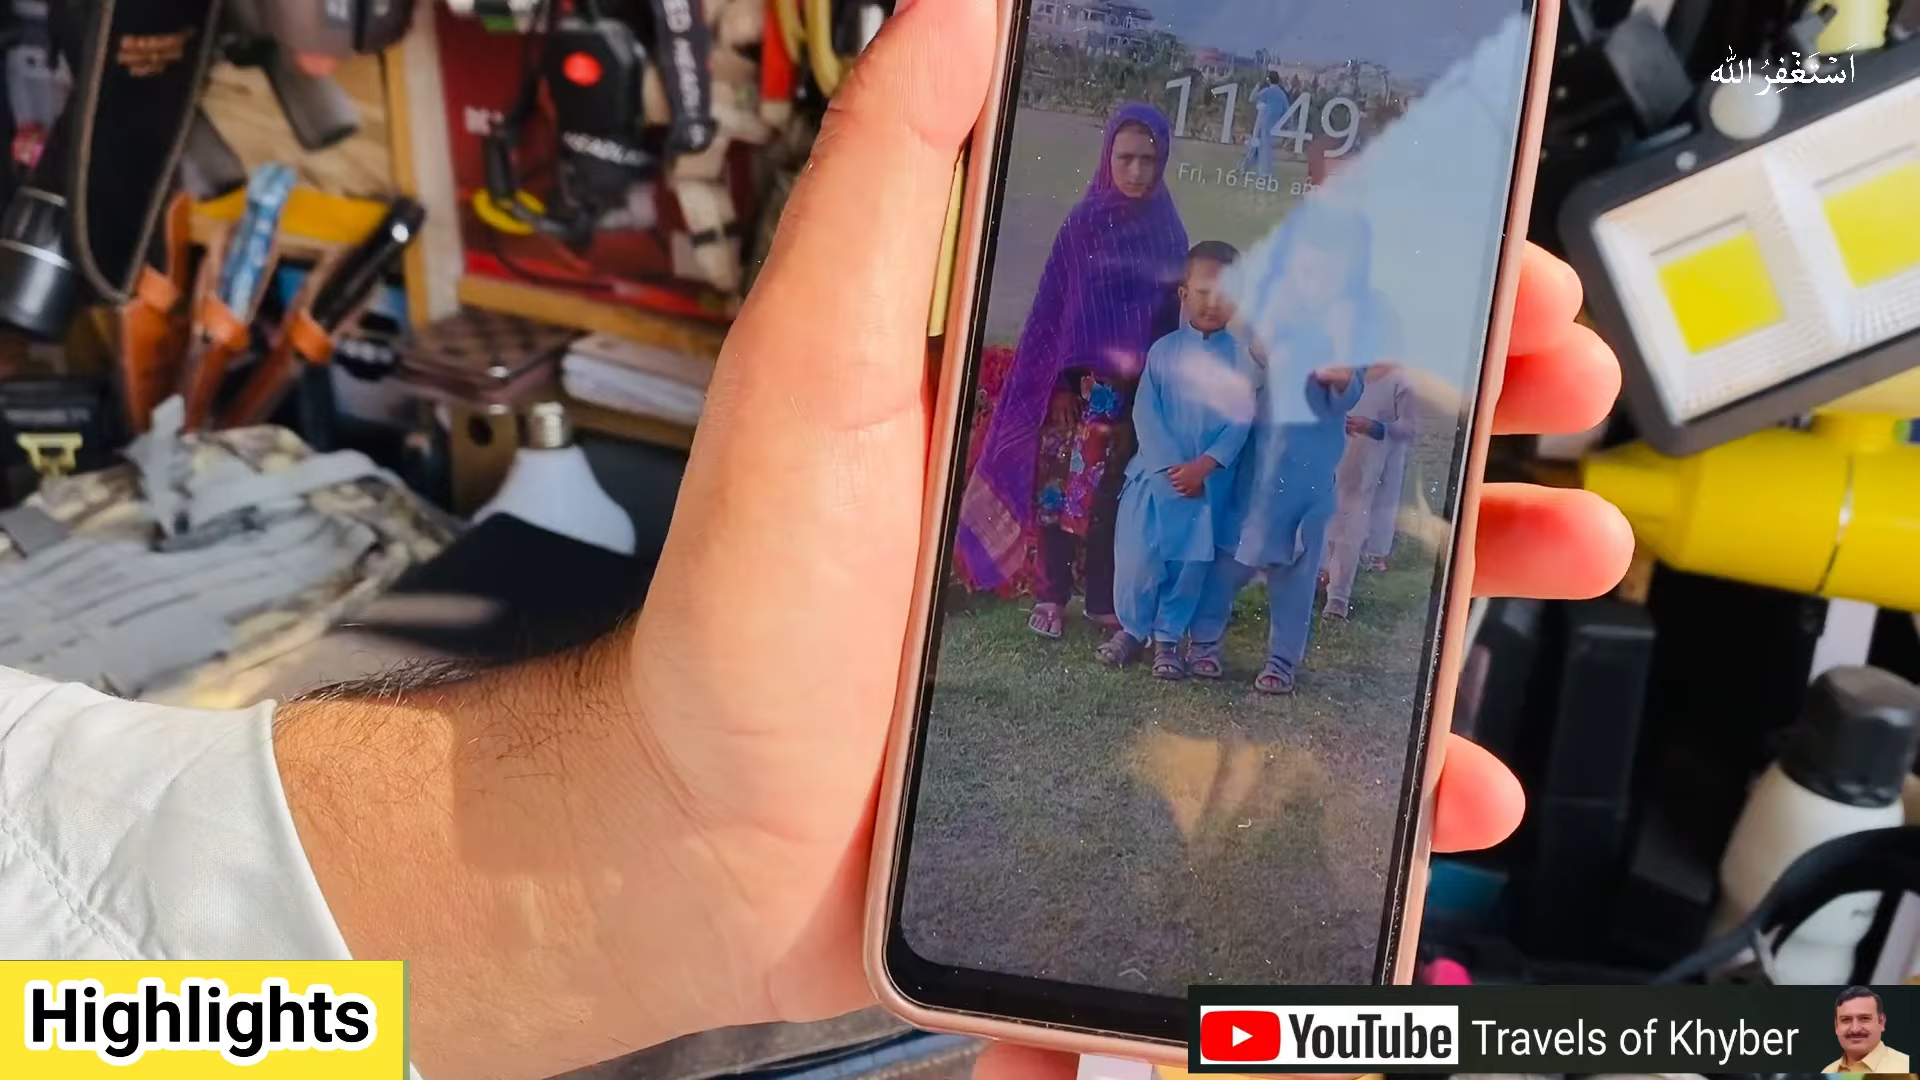 اَسْتَغْفِرُ اللّٰه
11:49
Fri, 16 Feb
Highlights
YouTube Travels of Khyber